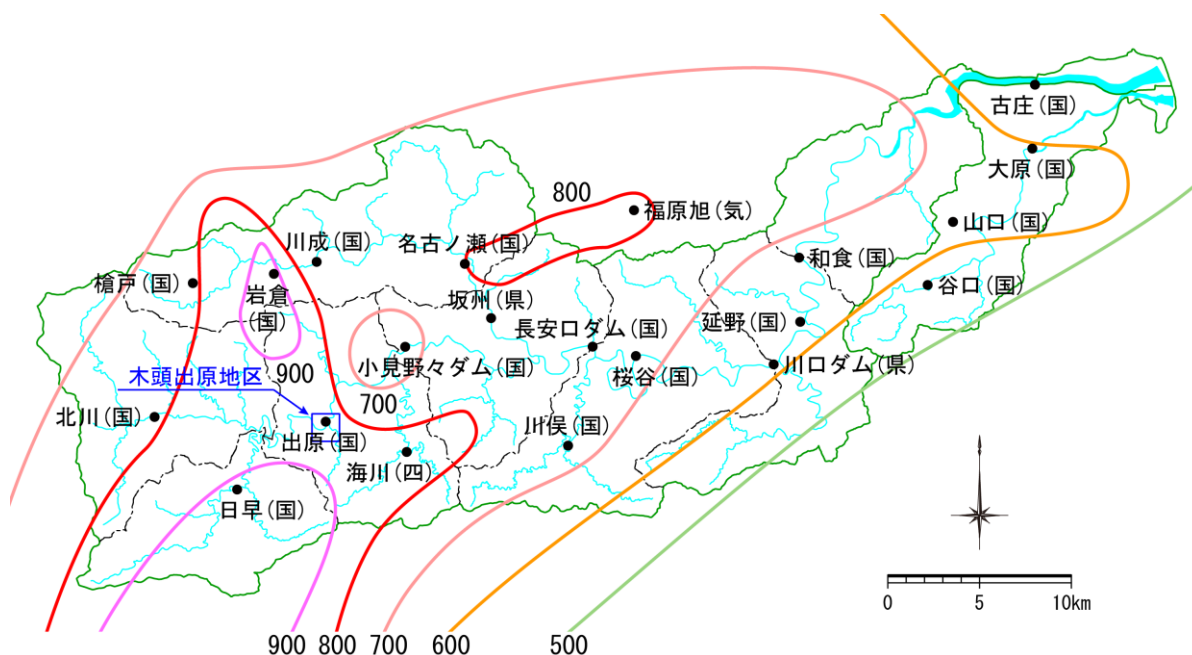 古庄(国)
大原(国)
800
福原旭(気)
山口(国)
川成(国)
名古ノ瀬(国)
和食(国)
槍戸(国)
岩倉
(国)
谷口(国)
坂州(県)
長安口ダム(国)
延野(国)
小見野々ダム(国)
川口ダム(県)
木頭出原地区
900
桜谷(国)
700
北川(国)
出原(国)
川俣(国)
海川(四)
日早(国)
0
5
10km
900
800
700
600
500